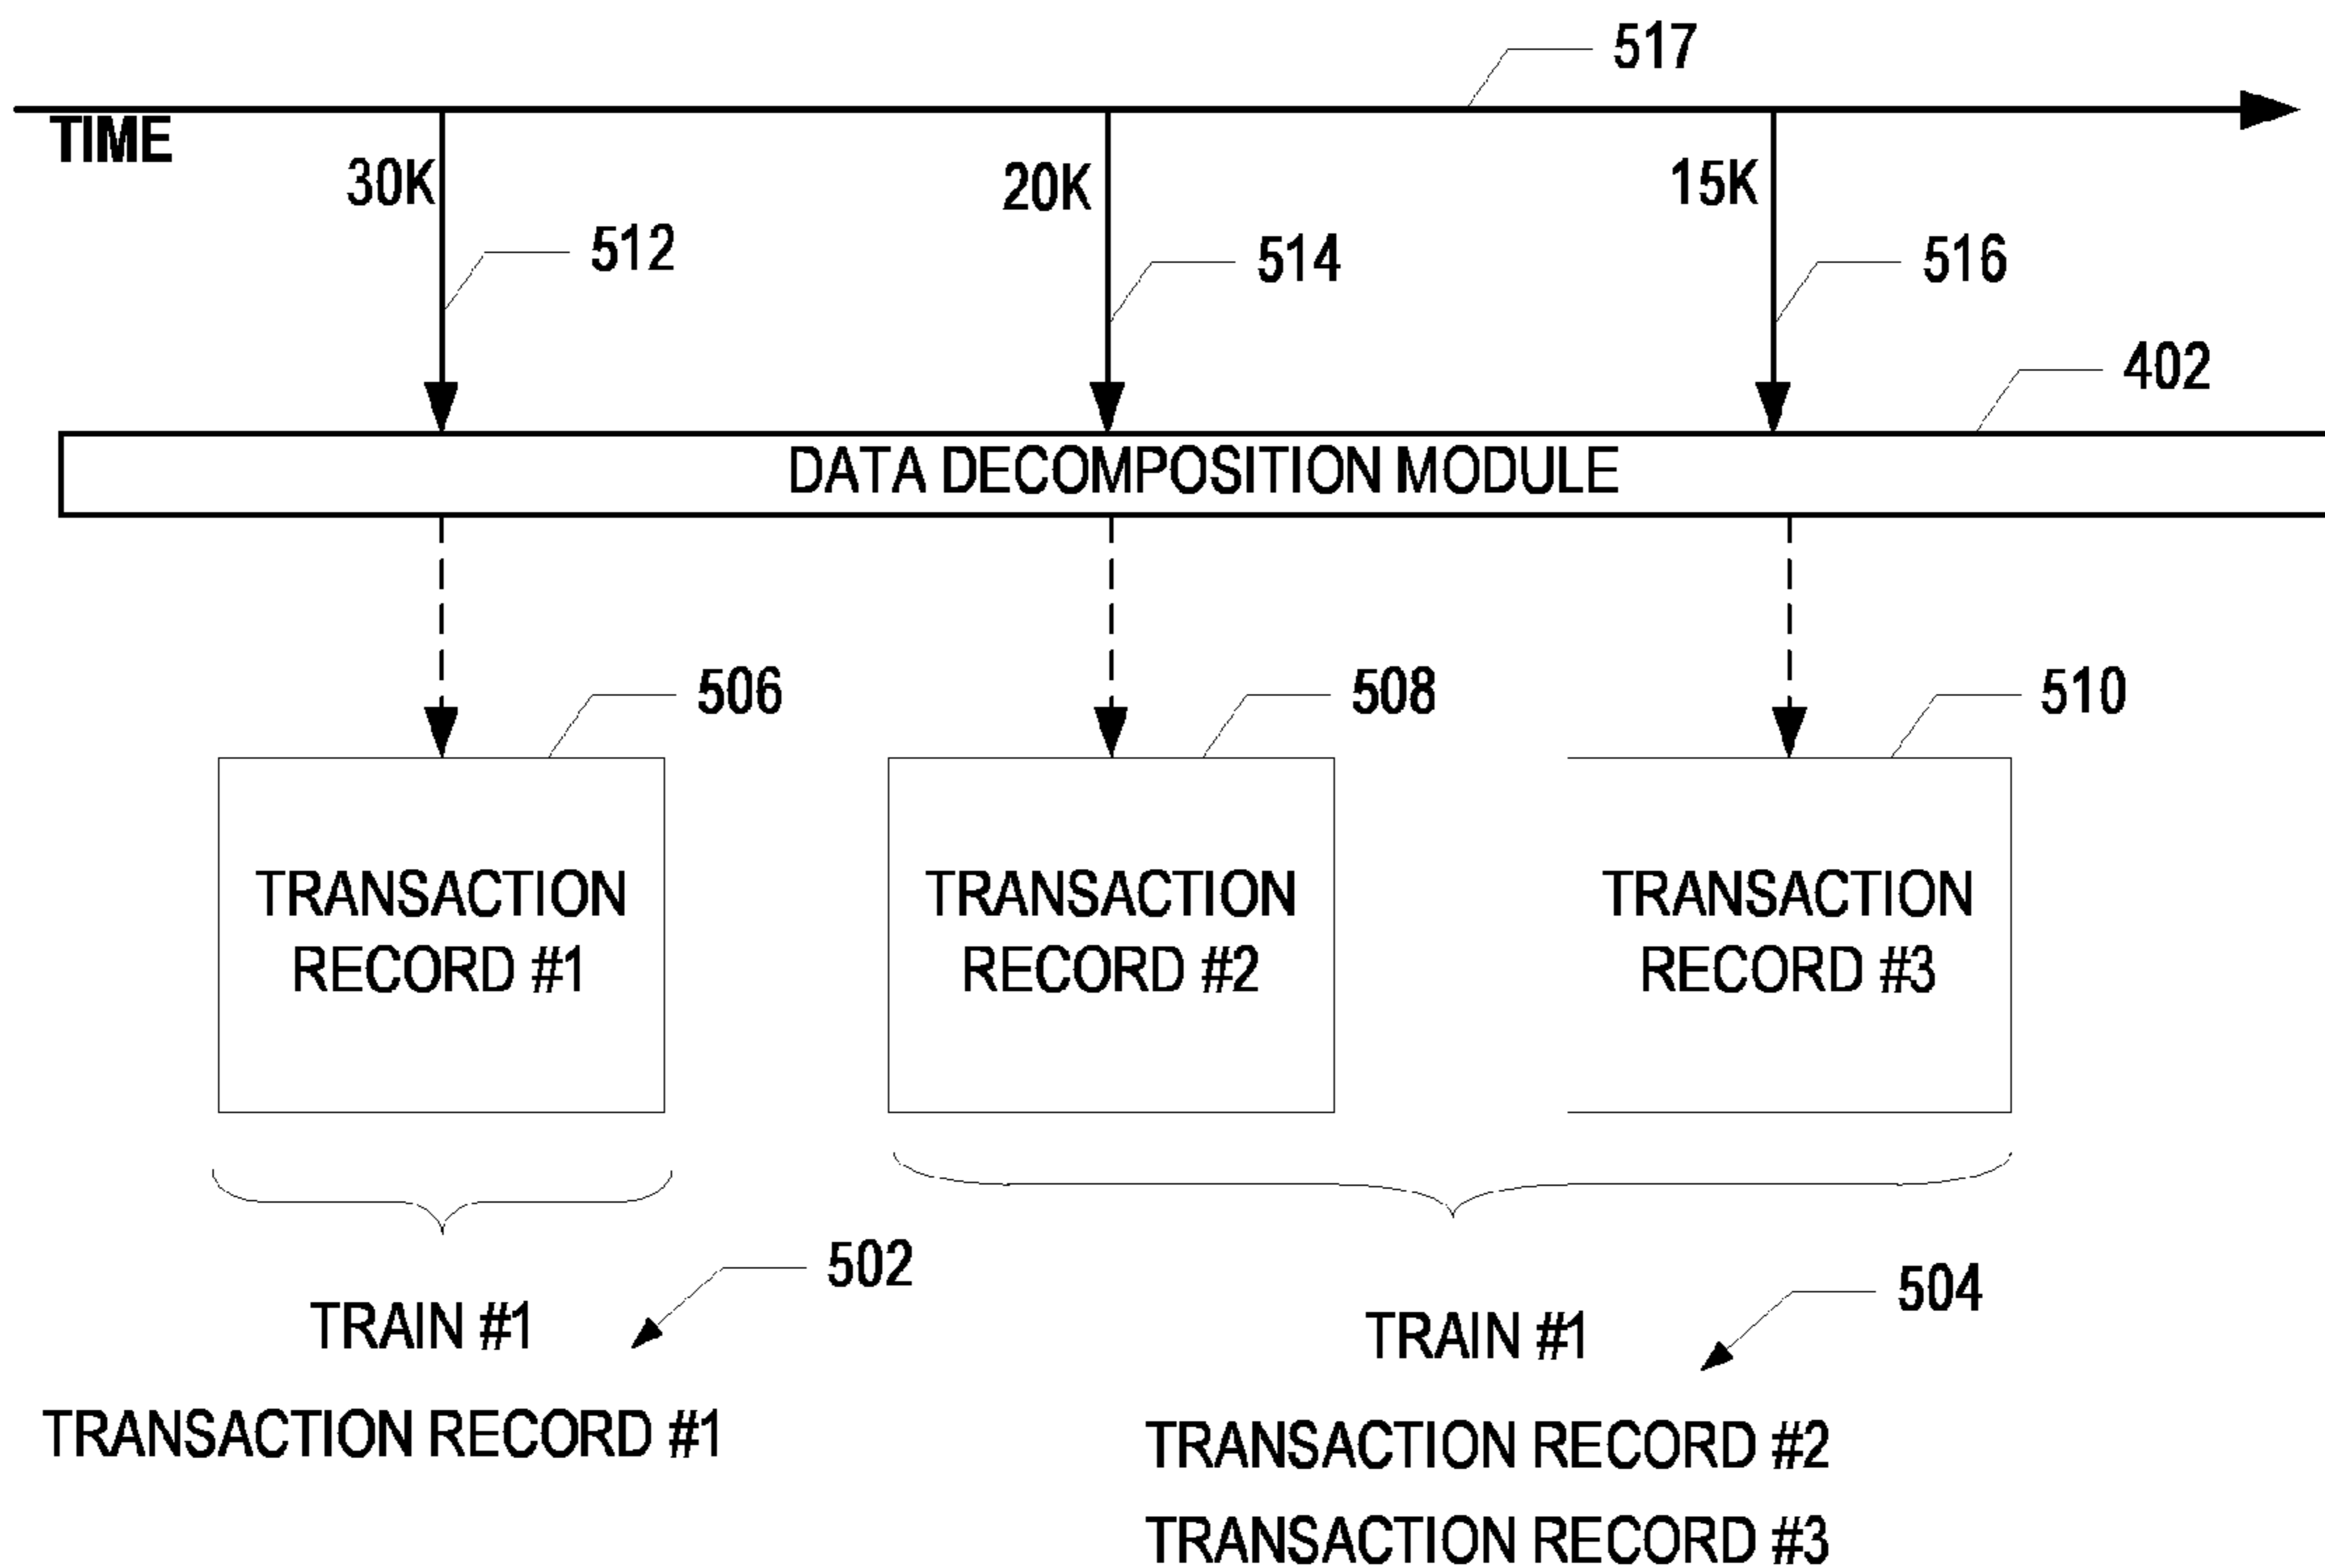 517
TIME
30K
20K
15K
512
514
516
402
DATA DECOMPOSITION MODULE
506
508
510
TRANSACTION
RECORD #1
TRANSACTION
RECORD #2
TRANSACTION
RECORD #3
502
504
TRAIN #1
TRANSACTION RECORD #1
TRAIN #1
TRANSACTION RECORD #2
TRANSACTION RECORD #3